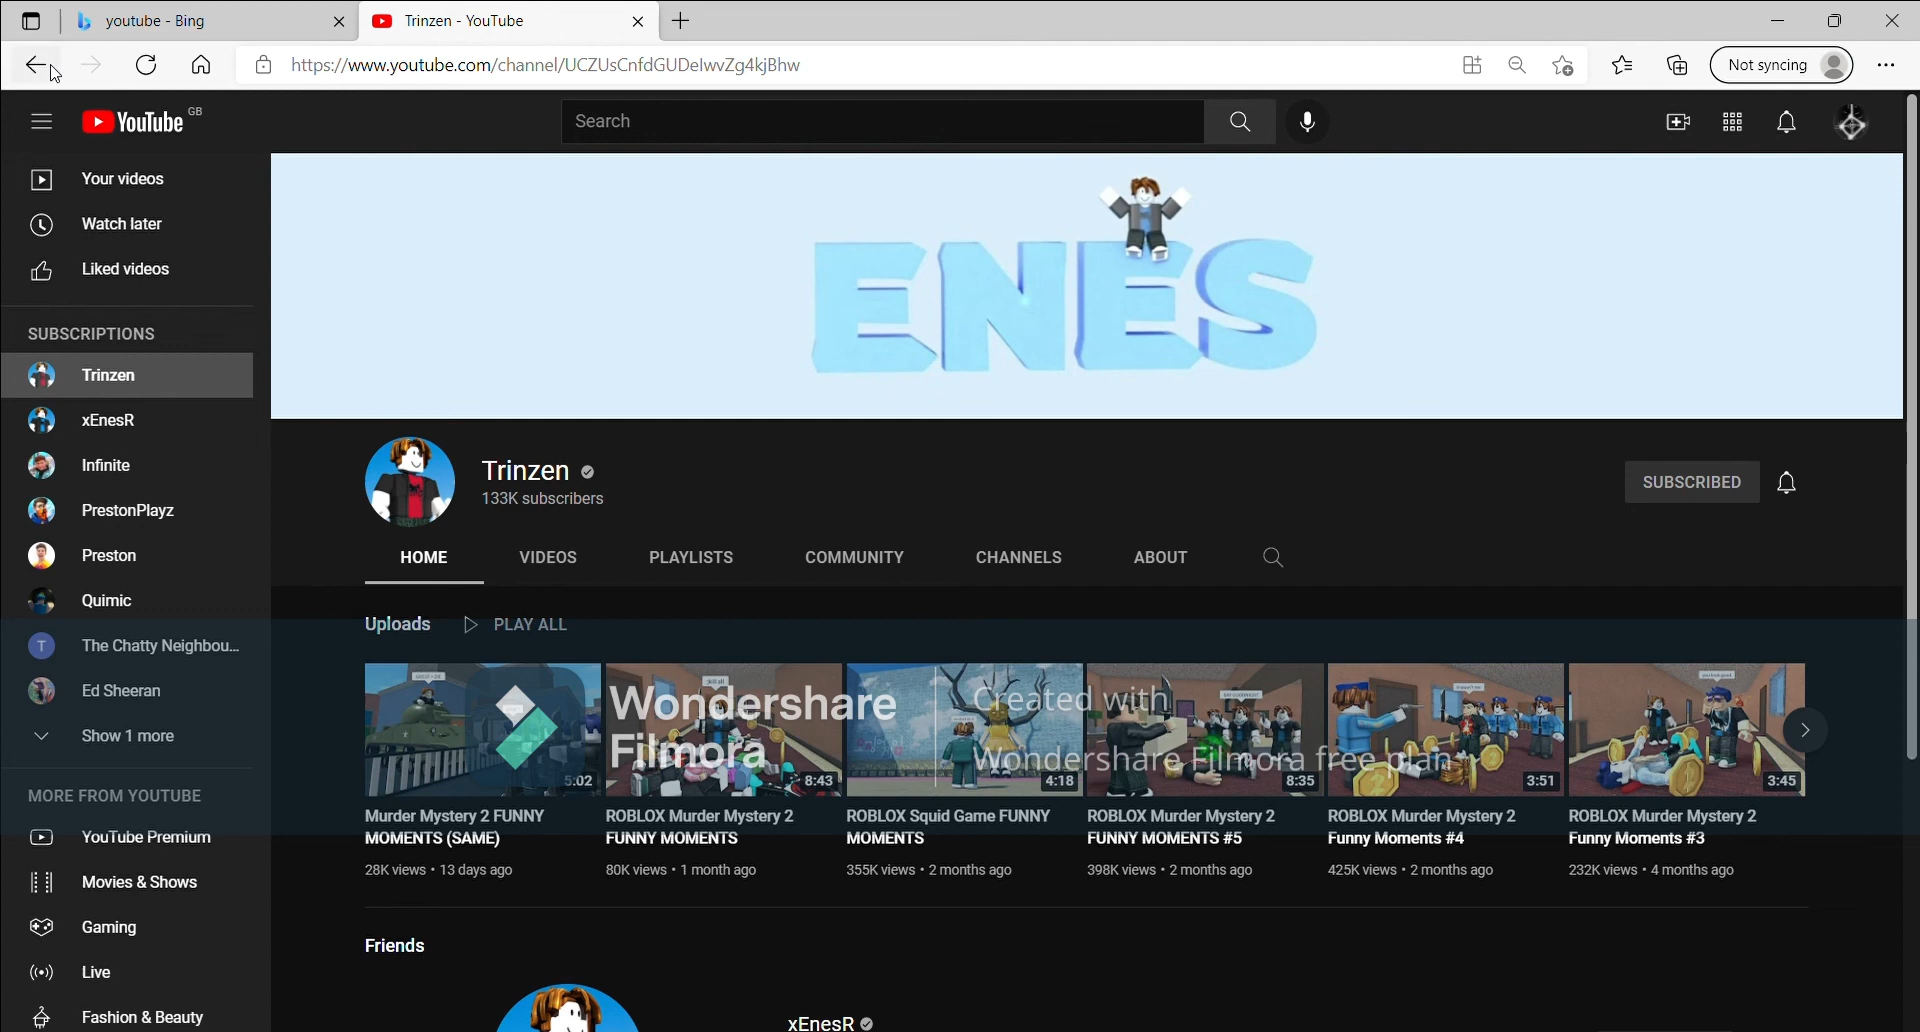 youtube - Bing
Trinzen - YouTube
https://www.youtube.com/channel/UCZUsCnfdGUDelwvZg4kjBhw
Not syncing
YouTube GB
Search
Your videos
Watch later
Liked videos
SUBSCRIPTIONS
Trinzen
xEnesR
Infinite
PrestonPlayz
Preston
Quimic
T The Chatty Neighbou...
Ed Sheeran
Show 1 more
MORE FROM YOUTUBE
YouTube Premium
Movies & Shows
Gaming
Live
Fashion & Beauty
ENES
Trinzen
133K subscribers
SUBSCRIBED
HOME VIDEOS PLAYLISTS COMMUNITY CHANNELS ABOUT
Uploads PLAY ALL
Wondershare
Filmora
Created with
Wondershare Filmora free plan
5:02
8:43
4:18
8:35
3:51
3:45
Murder Mystery 2 FUNNY
MOMENTS (SAME)
28K views • 13 days ago
ROBLOX Murder Mystery 2
FUNNY MOMENTS
80K views • 1 month ago
ROBLOX Squid Game FUNNY
MOMENTS
355K views • 2 months ago
ROBLOX Murder Mystery 2
FUNNY MOMENTS #5
398K views • 2 months ago
ROBLOX Murder Mystery 2
Funny Moments #4
425K views • 2 months ago
ROBLOX Murder Mystery 2
Funny Moments #3
232K views • 4 months ago
Friends
xEnesR